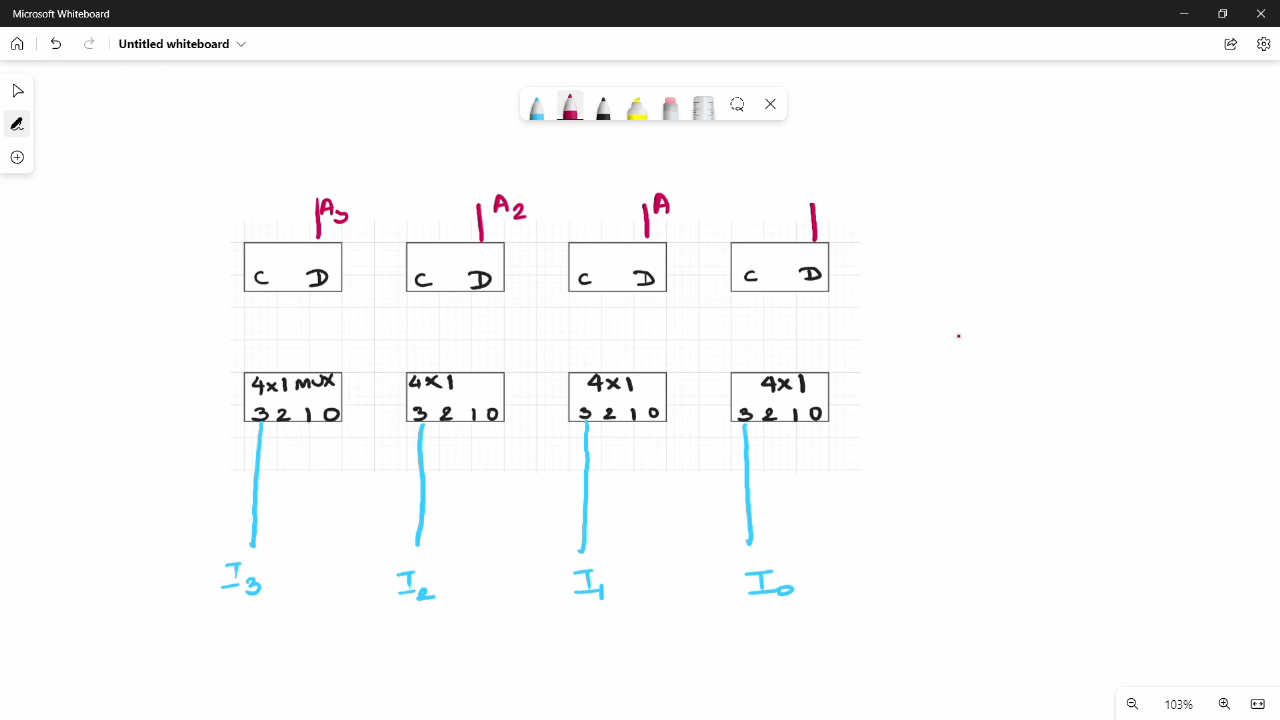 Microsoft Whiteboard
Untitled whiteboard
A3 A2 A
C D C D C D C D
4x1 MUX 4x1 4x1 4x1
3 2 1 0 3 2 1 0 3 2 1 0 3 2 1 0
I3 I2 I1 I0
103%